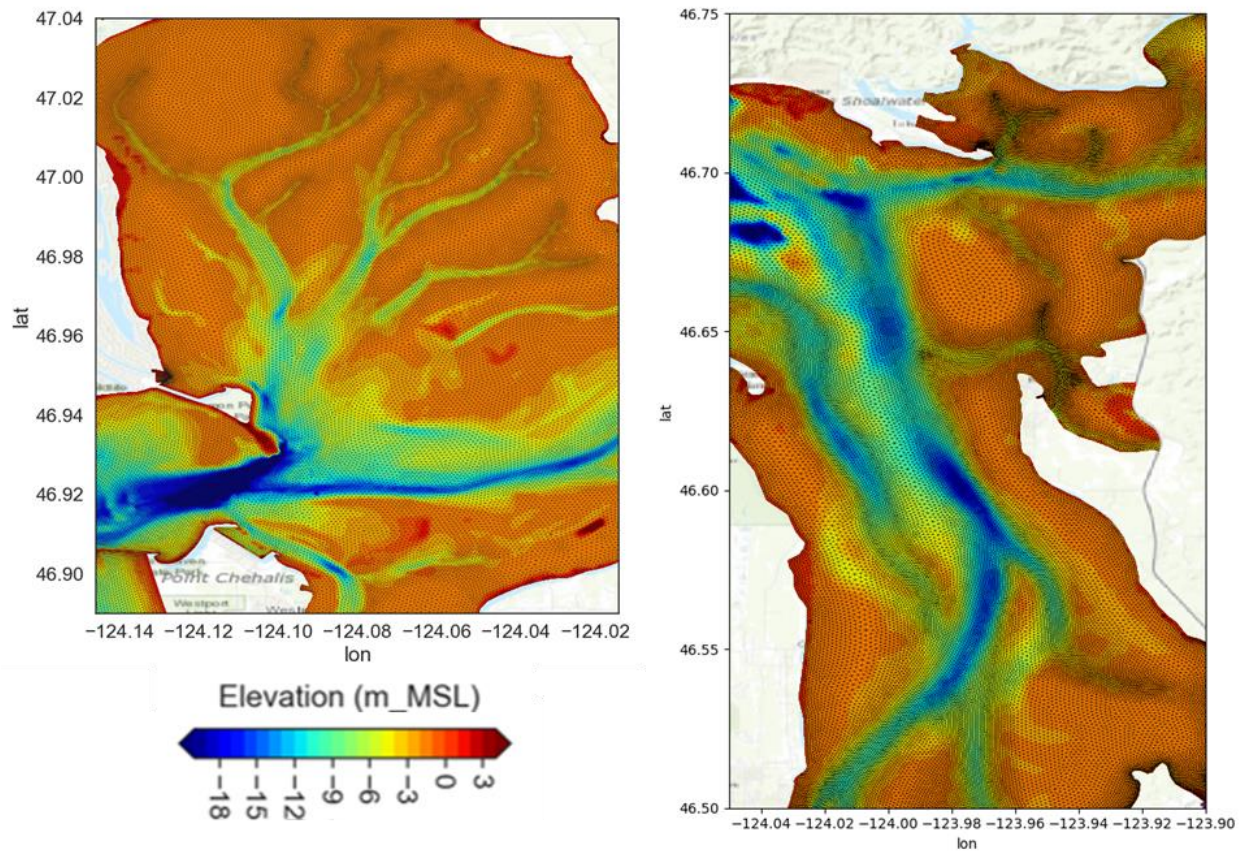 47.04
47.02
47.00
46.98
46.96
46.94
46.92
46.90
lat
Point Chehalis
Westport
−124.14 −124.12 −124.10 −124.08 −124.06 −124.04 −124.02
lon
Elevation (m_MSL)
−18 −15 −12 −9 −6 −3 0 3
46.75
46.70
46.65
46.60
46.55
46.50
lat
Shoalwater
−124.04 −124.02 −124.00 −123.98 −123.96 −123.94 −123.92 −123.90
lon